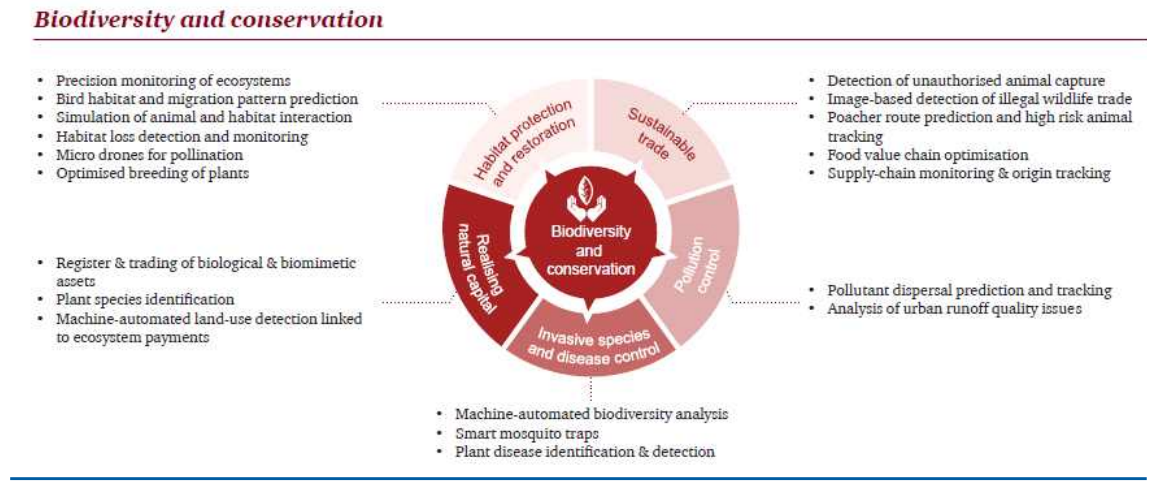 Biodiversity and conservation
• Precision monitoring of ecosystems
• Bird habitat and migration pattern prediction
• Simulation of animal and habitat interaction
• Habitat loss detection and monitoring
• Micro drones for pollination
• Optimised breeding of plants
Habitat protection
and restoration
Sustainable
trade
• Detection of unauthorised animal capture
• Image-based detection of illegal wildlife trade
• Poacher route prediction and high risk animal
tracking
• Food value chain optimisation
• Supply-chain monitoring & origin tracking
Biodiversity
and
conservation
• Register & trading of biological & biomimetic
assets
• Plant species identification
• Machine-automated land-use detection linked
to ecosystem payments
Realising
natural capital
Pollution
control
• Pollutant dispersal prediction and tracking
• Analysis of urban runoff quality issues
Invasive species
and disease control
• Machine-automated biodiversity analysis
• Smart mosquito traps
• Plant disease identification & detection